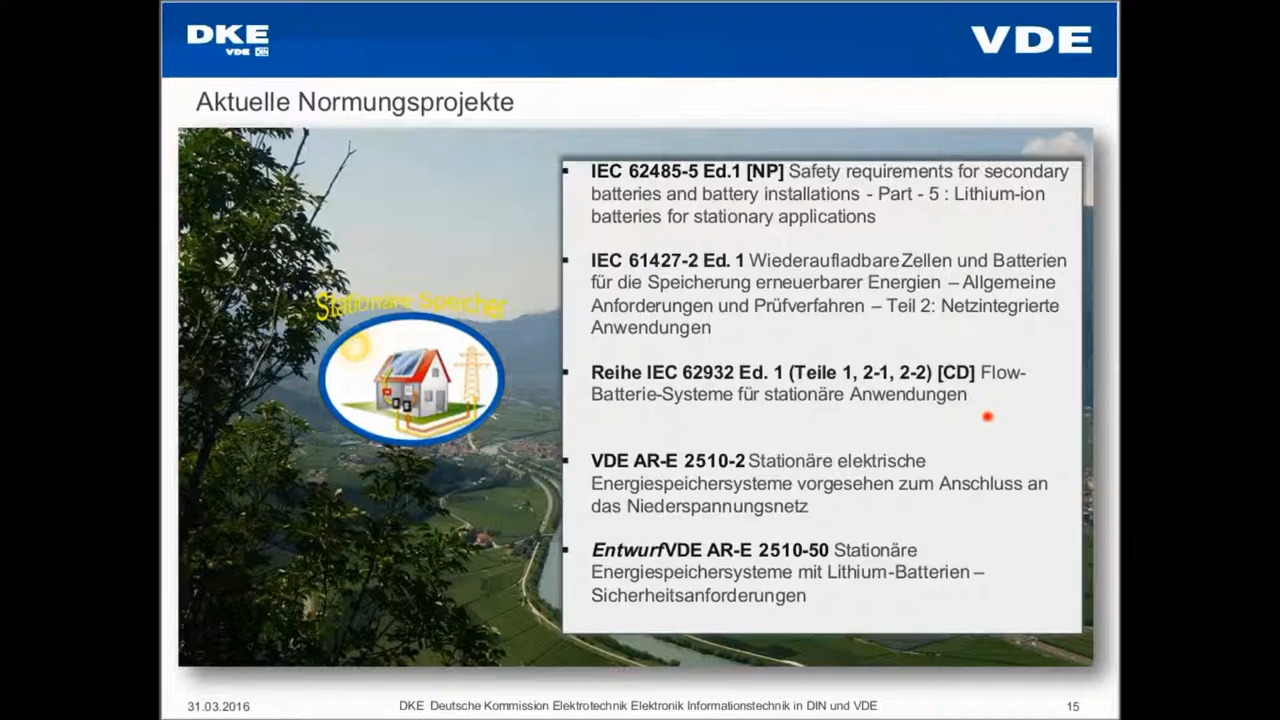 DKE
VDE DIN
VDE
Aktuelle Normungsprojekte
IEC 62485-5 Ed.1 [NP] Safety requirements for secondary
batteries and battery installations - Part - 5 : Lithium-ion
batteries for stationary applications
IEC 61427-2 Ed. 1 Wiederaufladbare Zellen und Batterien
für die Speicherung erneuerbarer Energien – Allgemeine
Anforderungen und Prüfverfahren – Teil 2: Netzintegrierte
Anwendungen
Stationäre Speicher
Reihe IEC 62932 Ed. 1 (Teile 1, 2-1, 2-2) [CD] Flow-
Batterie-Systeme für stationäre Anwendungen
VDE AR-E 2510-2 Stationäre elektrische
Energiespeichersysteme vorgesehen zum Anschluss an
das Niederspannungsnetz
Entwurf VDE AR-E 2510-50 Stationäre
Energiespeichersysteme mit Lithium-Batterien –
Sicherheitsanforderungen
31.03.2016
DKE Deutsche Kommission Elektrotechnik Elektronik Informationstechnik in DIN und VDE
15